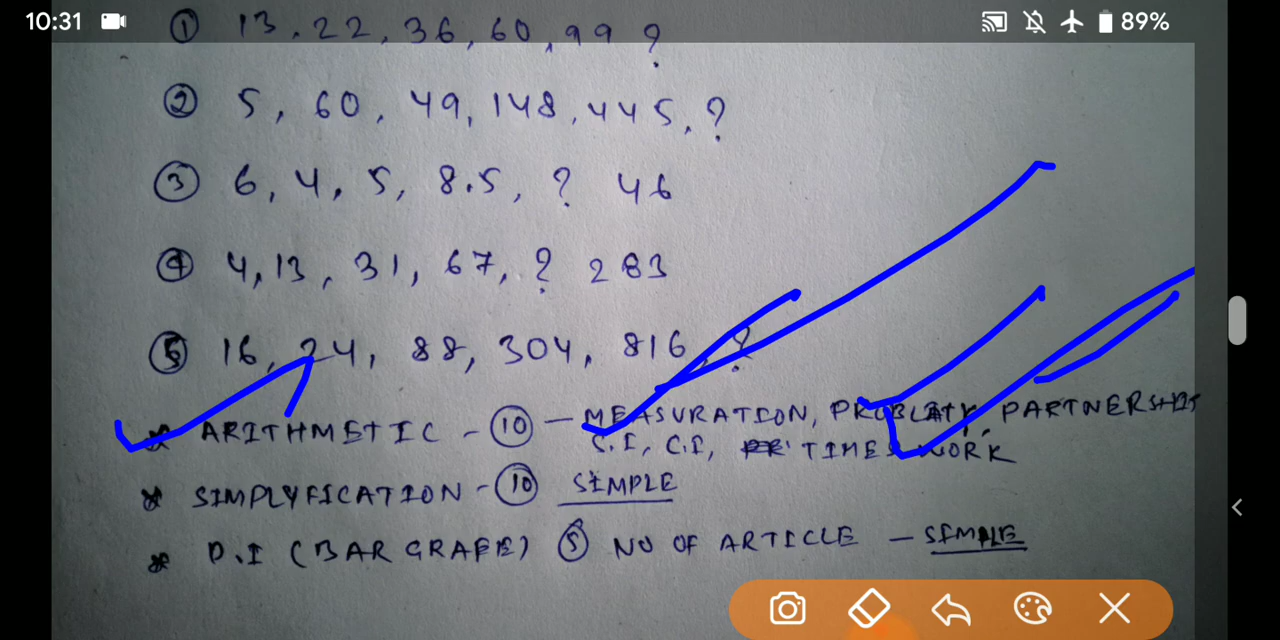 10:31 89%
① 13, 22, 36, 60, 99 ?
② 5, 60, 49, 148, 445, ?
③ 6, 4, 5, 8.5, ? 46
④ 4, 13, 31, 67, ? 283
⑤ 16, 24, 88, 304, 816, ?
* ARITHMETIC - ⑩ - MEASURATION, PARTNERSHIP
S.I, C.I, TIMES WORK
* SIMPLYFICATION - ⑩ SIMPLE
* D.I (BAR GRAFE) ⑤ NO OF ARTICLE - SIMPLE